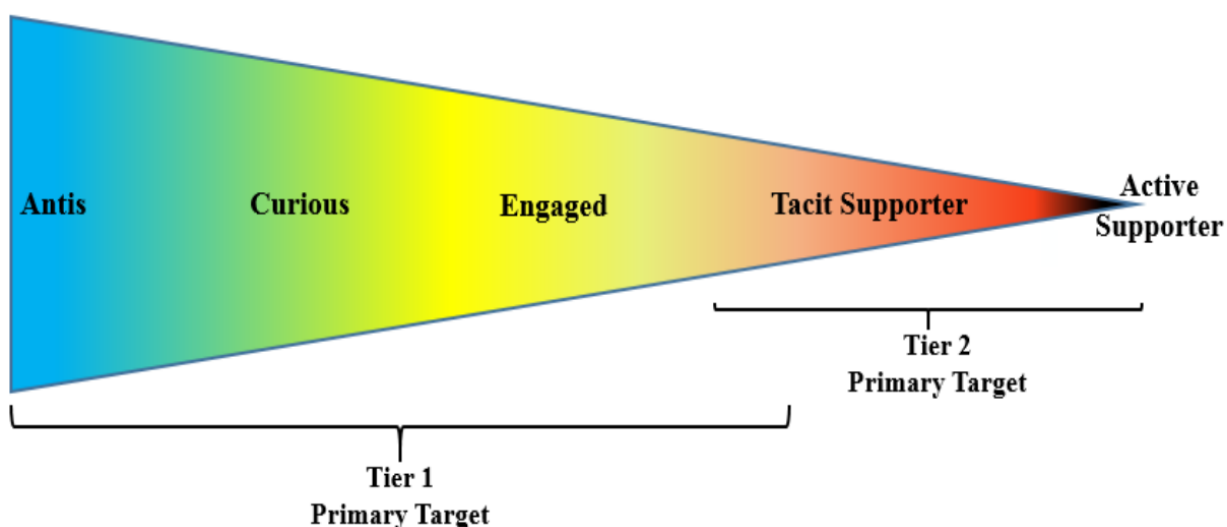 Antis
Curious
Engaged
Tacit Supporter
Active
Supporter
Tier 2
Primary Target
Tier 1
Primary Target